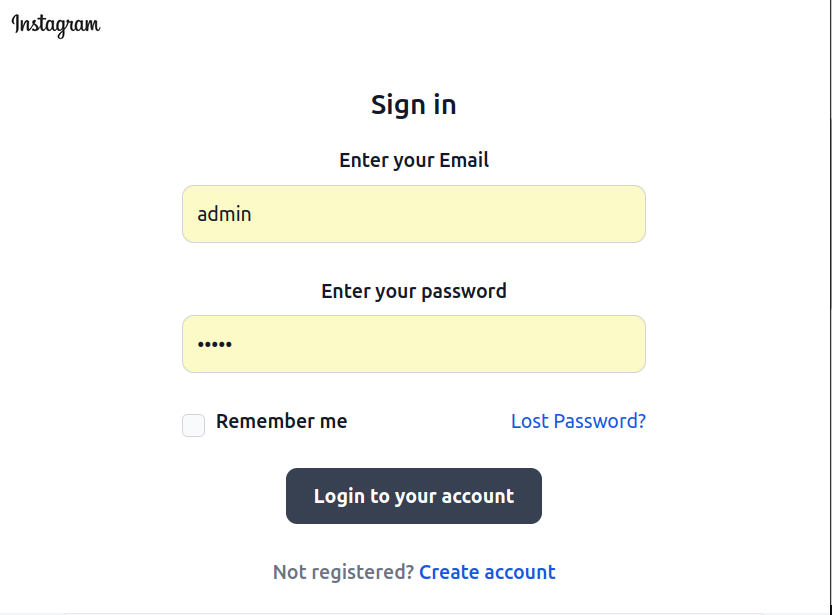 Instagram
Sign in
Enter your Email
admin
Enter your password
•••••
Remember me
Lost Password?
Login to your account
Not registered? Create account